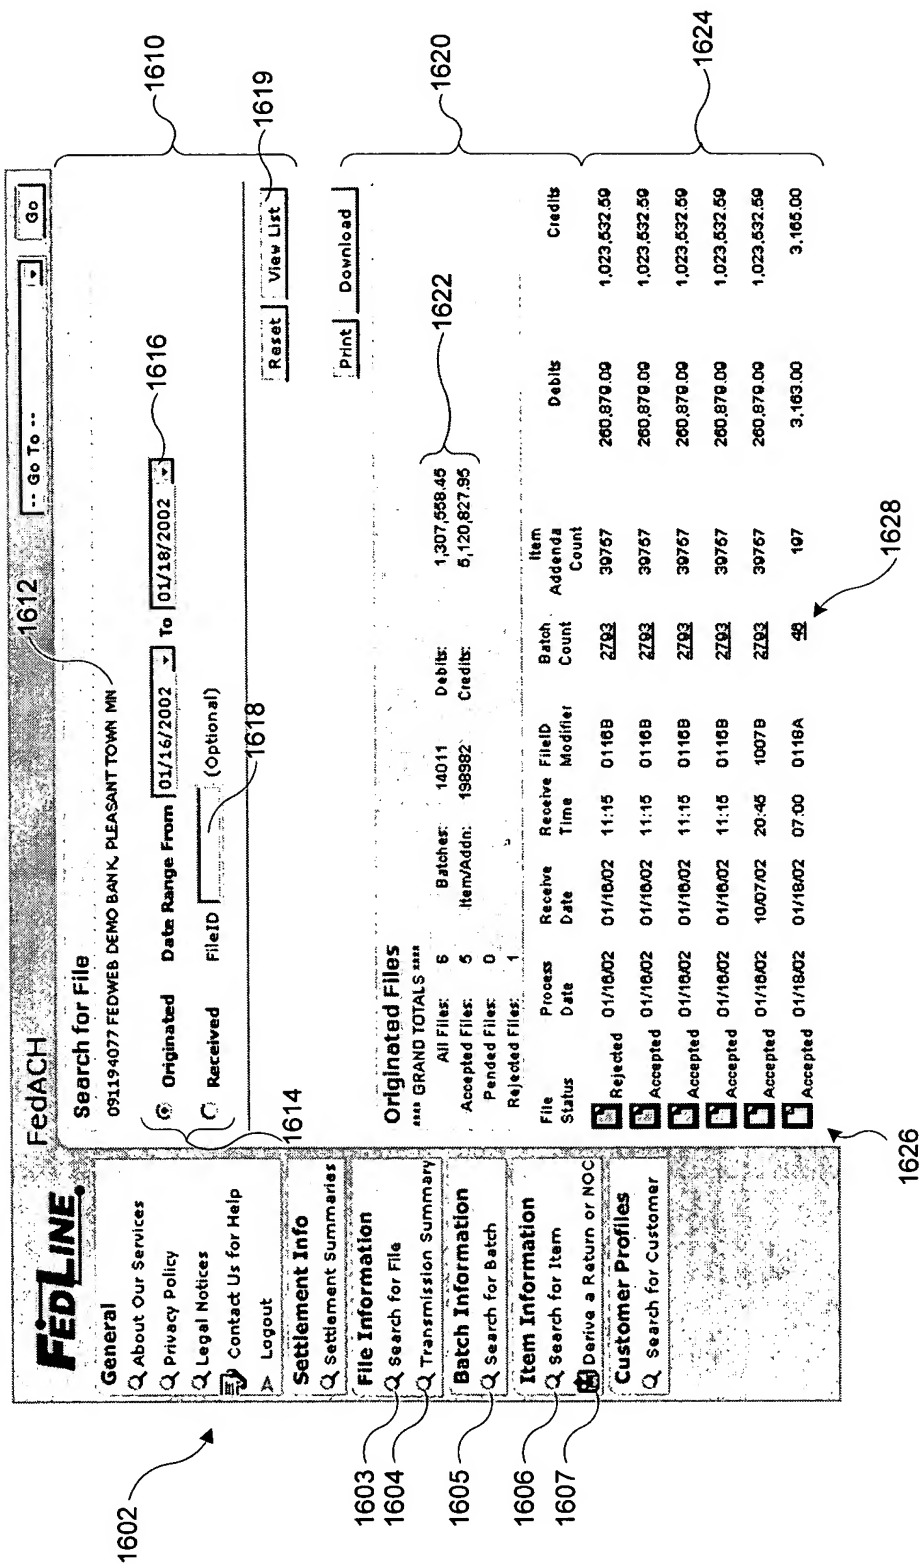 FEDLINE®
FedACH
-- Go To --
Go
General
About Our Services
Privacy Policy
Legal Notices
Contact Us for Help
Logout
Settlement Info
Settlement Summaries
File Information
Search for File
Transmission Summary
Batch Information
Search for Batch
Item Information
Search for Item
Derive a Return or NOC
Customer Profiles
Search for Customer
1602
1603
1604
1605
1606
1607
Search for File
091194077 FEDWEB DEMO BANK, PLEASANT TOWN MN
Originated Date Range From 01/16/2002 To 01/18/2002
Received FileID (Optional)
Reset View List
Print Download
1610
1612
1614
1616
1618
1619
Originated Files
**** GRAND TOTALS ****
All Files: 6 Batches: 14011 Debits: 1,307,558.45
Accepted Files: 5 Item/Addn: 198982 Credits: 5,120,827.95
Pended Files: 0
Rejected Files: 1
1620
1622
File Status Process Date Receive Date Receive Time FileID Modifier Batch Count Item Addenda Count Debits Credits
Rejected 01/16/02 01/16/02 11:15 0116B 2793 39757 260,879.09 1,023,532.59
Accepted 01/16/02 01/16/02 11:15 0116B 2793 39757 260,879.09 1,023,532.59
Accepted 01/16/02 01/16/02 11:15 0116B 2793 39757 260,879.09 1,023,532.59
Accepted 01/16/02 01/16/02 11:15 0116B 2793 39757 260,879.09 1,023,532.59
Accepted 01/16/02 10/07/02 20:45 1007B 2793 39757 260,879.09 1,023,532.59
Accepted 01/18/02 01/18/02 07:00 0118A 46 197 3,163.00 3,165.00
1624
1626
1628